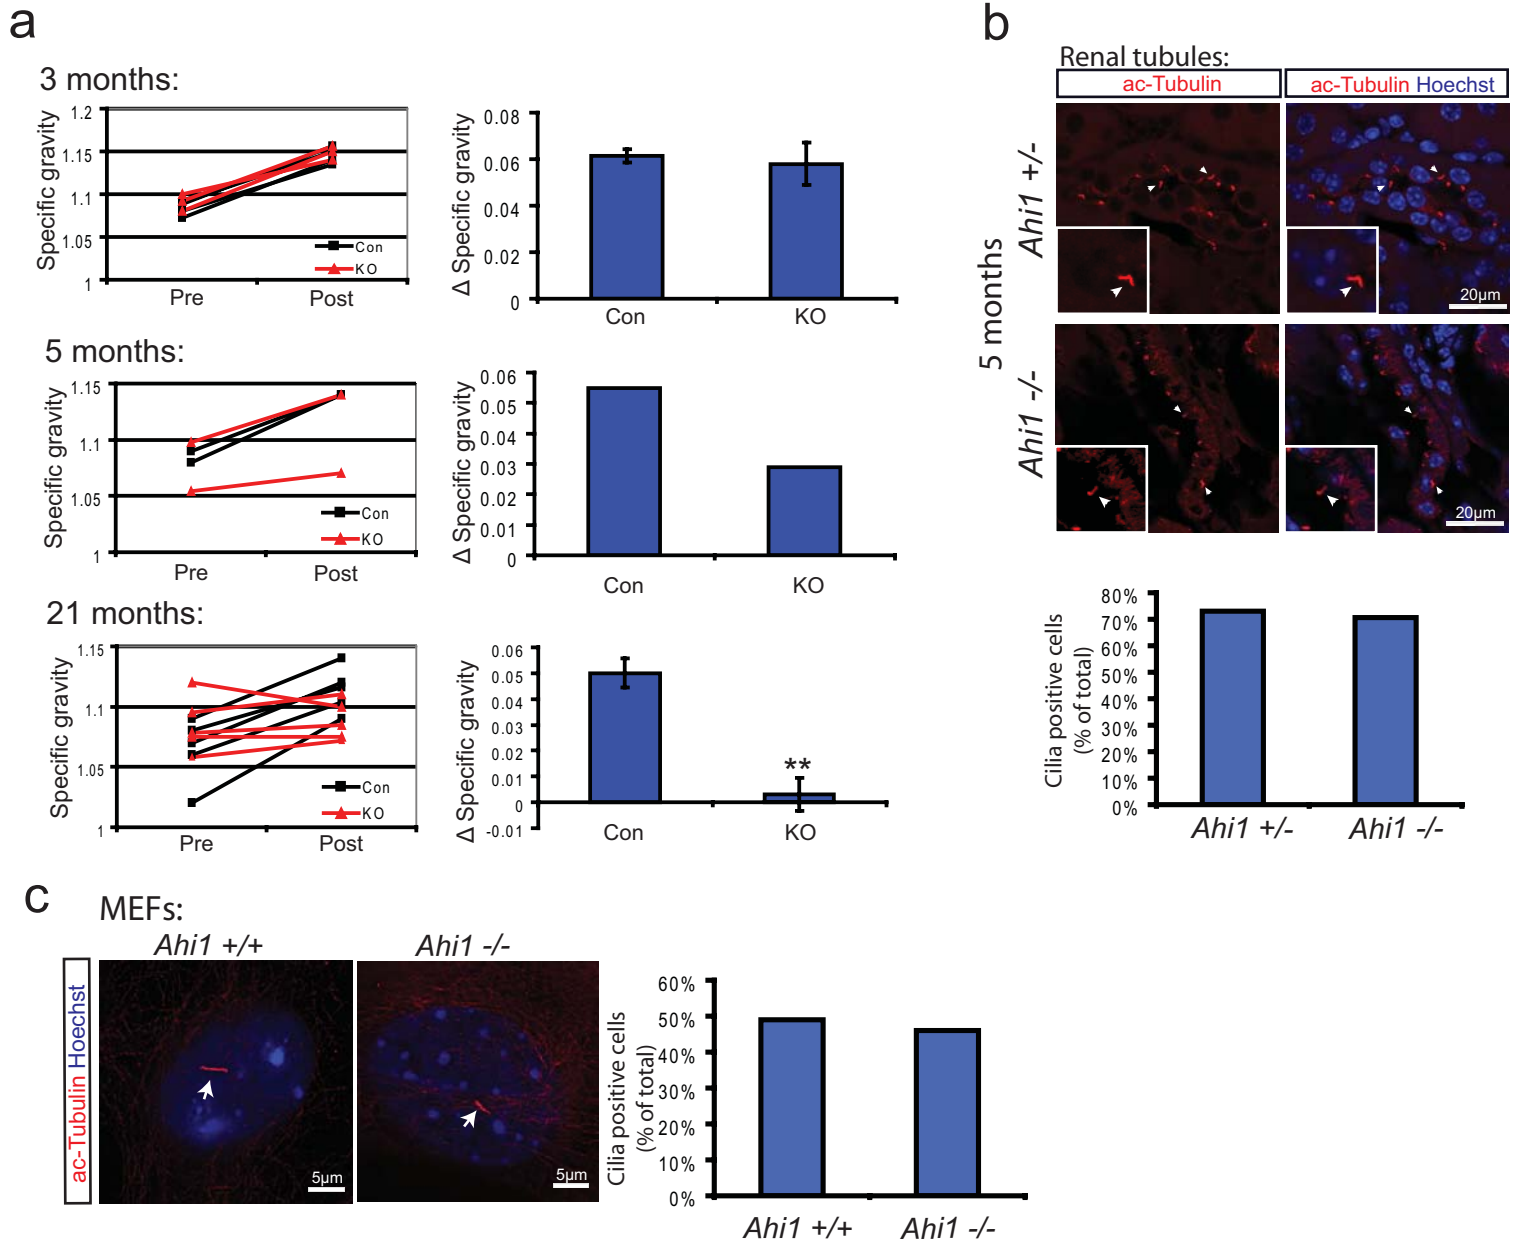 a
3 months:
Specific gravity
1.2
1.15
1.1
1.05
1
Con
KO
Pre Post
Δ Specific gravity
0.08
0.06
0.04
0.02
0
Con KO
5 months:
Specific gravity
1.15
1.1
1.05
1
Con
KO
Pre Post
Δ Specific gravity
0.06
0.05
0.04
0.03
0.02
0.01
0
Con KO
21 months:
Specific gravity
1.15
1.1
1.05
1
Con
KO
Pre Post
Δ Specific gravity
0.06
0.05
0.04
0.03
0.02
0.01
0
-0.01
**
Con KO
b
Renal tubules:
ac-Tubulin
ac-Tubulin Hoechst
5 months
Ahi1 +/-
20µm
Ahi1 -/-
20µm
Cilia positive cells
(% of total)
80%
70%
60%
50%
40%
30%
20%
10%
0%
Ahi1 +/- Ahi1 -/-
c
MEFs:
Ahi1 +/+ Ahi1 -/-
ac-Tubulin Hoechst
5µm
5µm
Cilia positive cells
(% of total)
60%
50%
40%
30%
20%
10%
0%
Ahi1 +/+ Ahi1 -/-